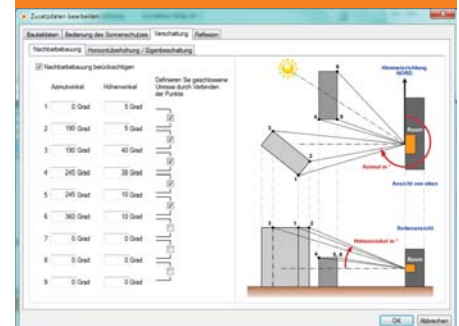 Zusatzdaten bearbeiten
Bauteildaten Bedienung des Sonnenschutzes Verschattung Reflexion
Nachbarbebauung Horizontüberhöhung / Eigenbeschattung
Nachbarbebauung berücksichtigen
Azimutwinkel Höhenwinkel
Definieren Sie geschlossene
Umrisse durch Verbinden
der Punkte
1 0 Grad 5 Grad
2 190 Grad 5 Grad
3 190 Grad 40 Grad
4 245 Grad 38 Grad
5 245 Grad 10 Grad
6 360 Grad 10 Grad
7 0 Grad 0 Grad
8 0 Grad 0 Grad
9 0 Grad 0 Grad
Himmelsrichtung
NORD
Room
Azimut in °
Ansicht von oben
Seitenansicht
Höhenwinkel in °
Room
OK Abbrechen